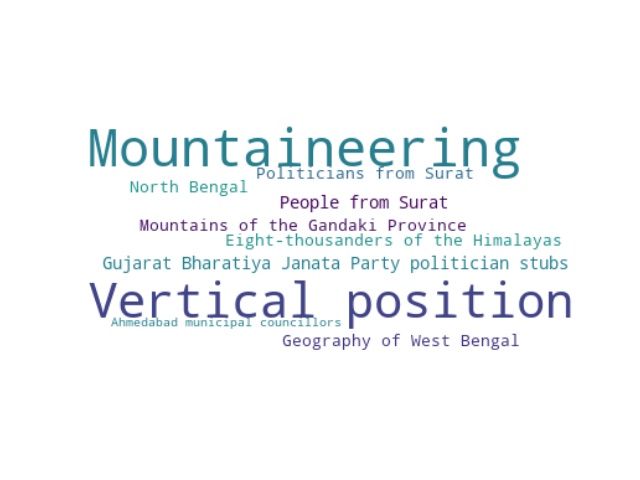 Mountaineering
Politicians from Surat
North Bengal
People from Surat
Mountains of the Gandaki Province
Eight-thousanders of the Himalayas
Gujarat Bharatiya Janata Party politician stubs
Vertical position
Ahmedabad municipal councillors
Geography of West Bengal